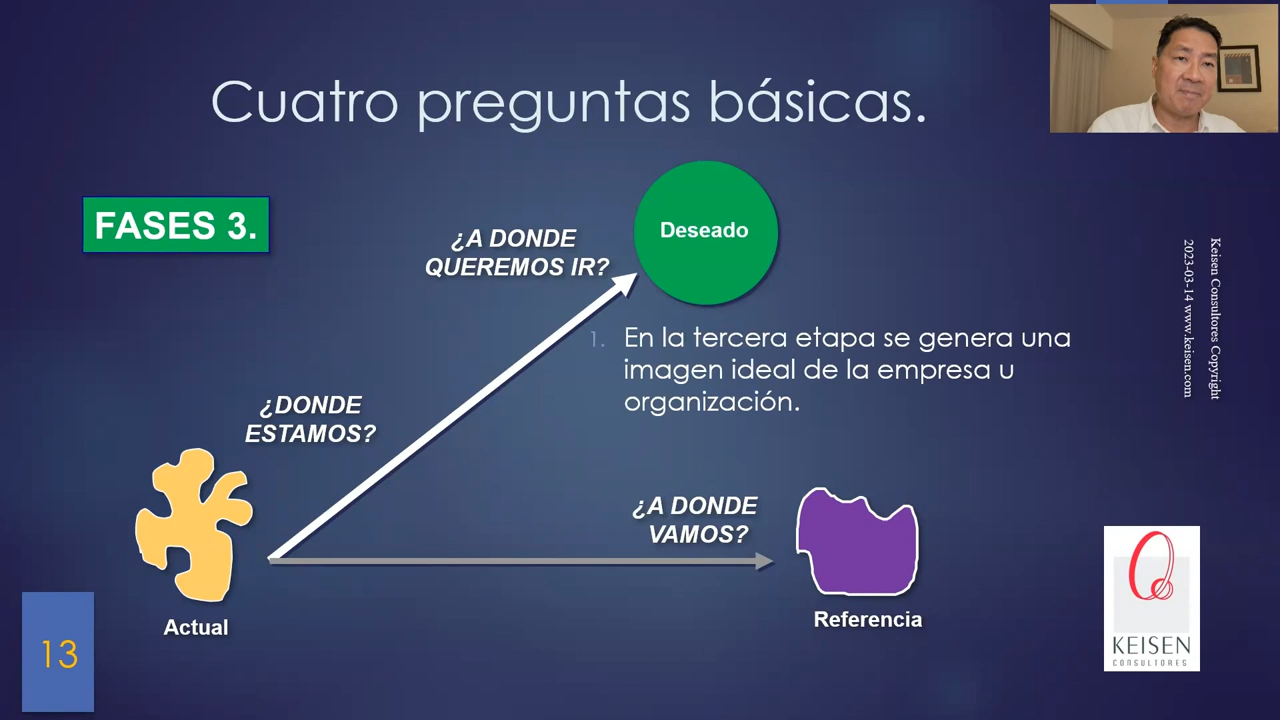 Cuatro preguntas básicas.
FASES 3.
¿A DONDE
QUEREMOS IR?
Deseado
1. En la tercera etapa se genera una
imagen ideal de la empresa u
organización.
¿DONDE
ESTAMOS?
¿A DONDE
VAMOS?
Actual
Referencia
13
Keisen Consultores Copyright
2023-03-14 www.keisen.com
KEISEN
CONSULTORES